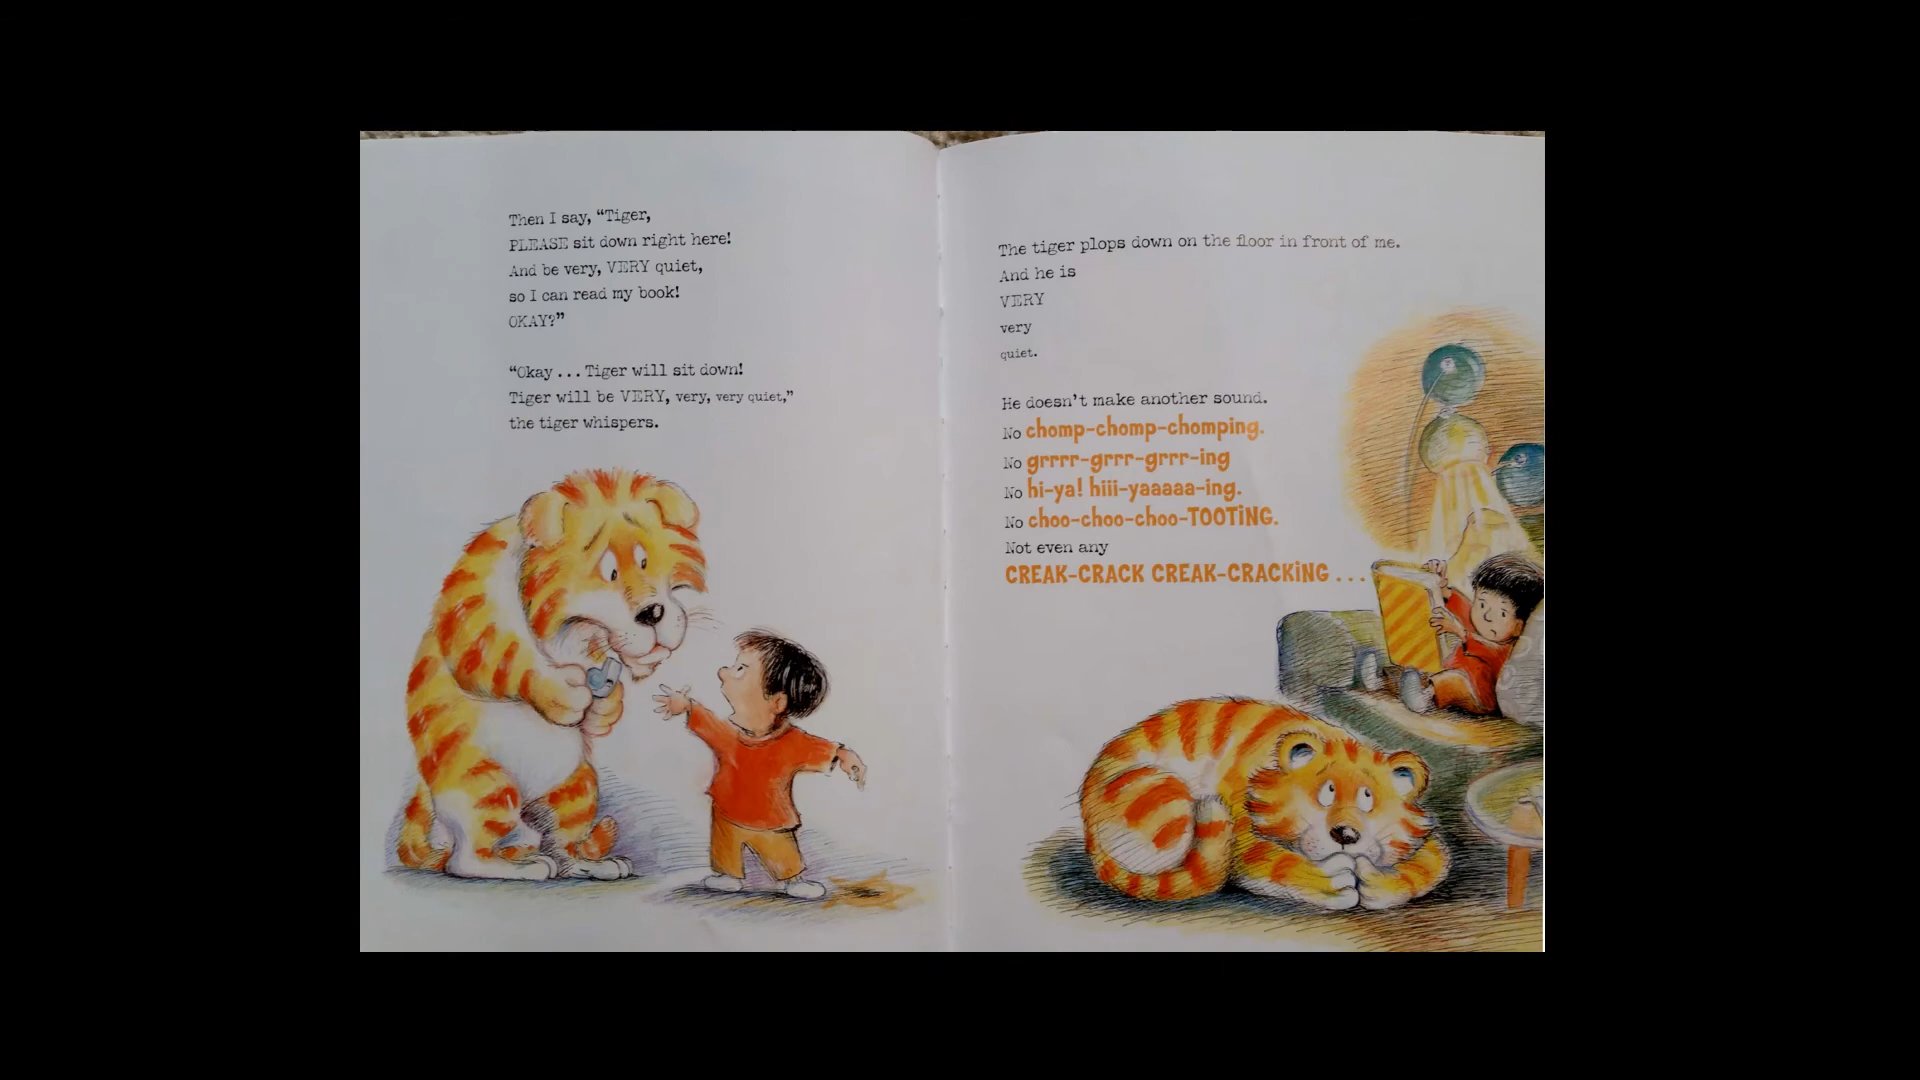 Then I say, “Tiger,
PLEASE sit down right here!
And be very, VERY quiet,
so I can read my book!
OKAY?”
“Okay . . . Tiger will sit down!
Tiger will be VERY, very, very quiet,”
the tiger whispers.
The tiger plops down on the floor in front of me.
And he is
VERY
very
quiet.
He doesn’t make another sound.
No chomp-chomp-chomping.
No grrrr-grrr-grrr-ing
No hi-ya! hiii-yaaaaa-ing.
No choo-choo-choo-TOOTiNG.
Not even any
CREAK-CRACK CREAK-CRACKiNG . . .